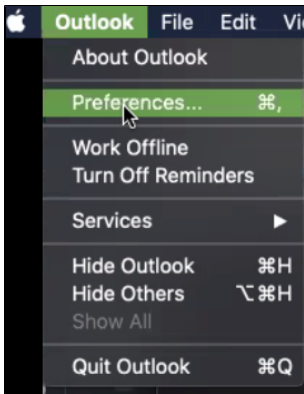 Outlook File Edit
About Outlook
Preferences... ⌘,
Work Offline
Turn Off Reminders
Services ▶
Hide Outlook ⌘H
Hide Others ⌥⌘H
Show All
Quit Outlook ⌘Q